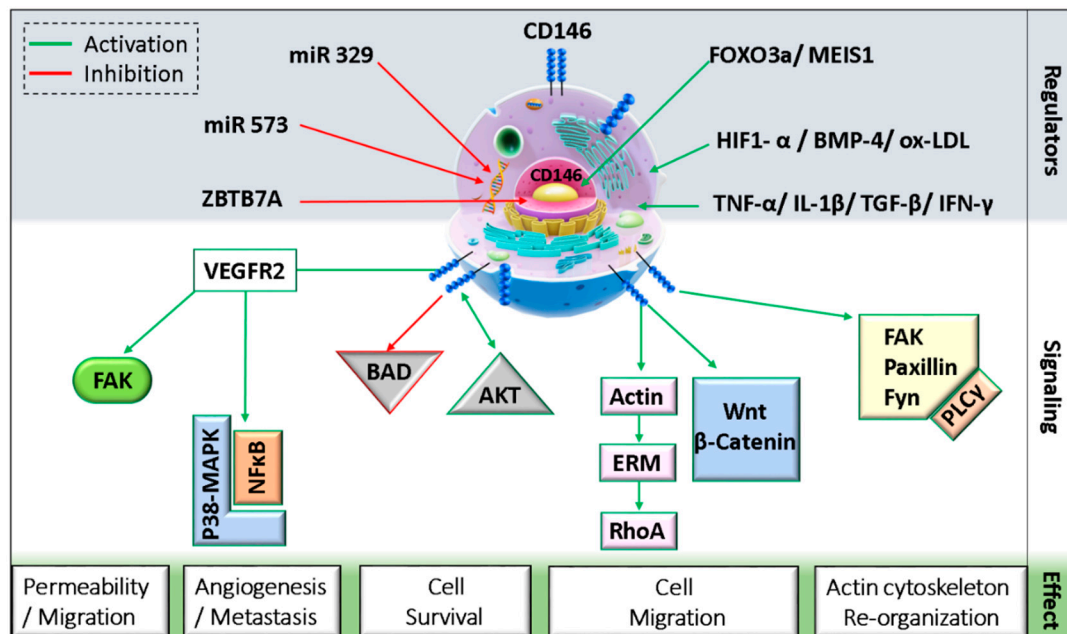 Activation
Inhibition
CD146
miR 329
FOXO3a/ MEIS1
miR 573
HIF1- α / BMP-4/ ox-LDL
CD146
ZBTB7A
TNF-α/ IL-1β/ TGF-β/ IFN-γ
Regulators
VEGFR2
FAK
P38-MAPK
NFκB
BAD
AKT
Actin
ERM
RhoA
Wnt
β-Catenin
FAK
Paxillin
Fyn
PLCγ
Signaling
Permeability
/ Migration
Angiogenesis
/ Metastasis
Cell
Survival
Cell
Migration
Actin cytoskeleton
Re-organization
Effect